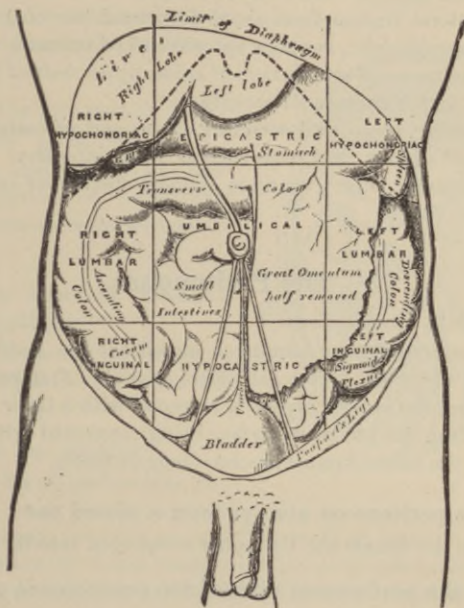 Limit of Diaphragm
Liver
Right Lobe
Left lobe
RIGHT
HYPOCHONDRIAC
EPIGASTRIC
LEFT
HYPOCHONDRIAC
Stomach
Spleen
Transverse
Colon
UMBILICAL
RIGHT
LUMBAR
LEFT
LUMBAR
Ascending
Colon
Descending
Colon
Small
Intestines
Great Omentum
half removed
RIGHT
Cæcum
INGUINAL
HYPOGASTRIC
LEFT
INGUINAL
Sigmoid
Flexure
Bladder
Poupart's Ligt